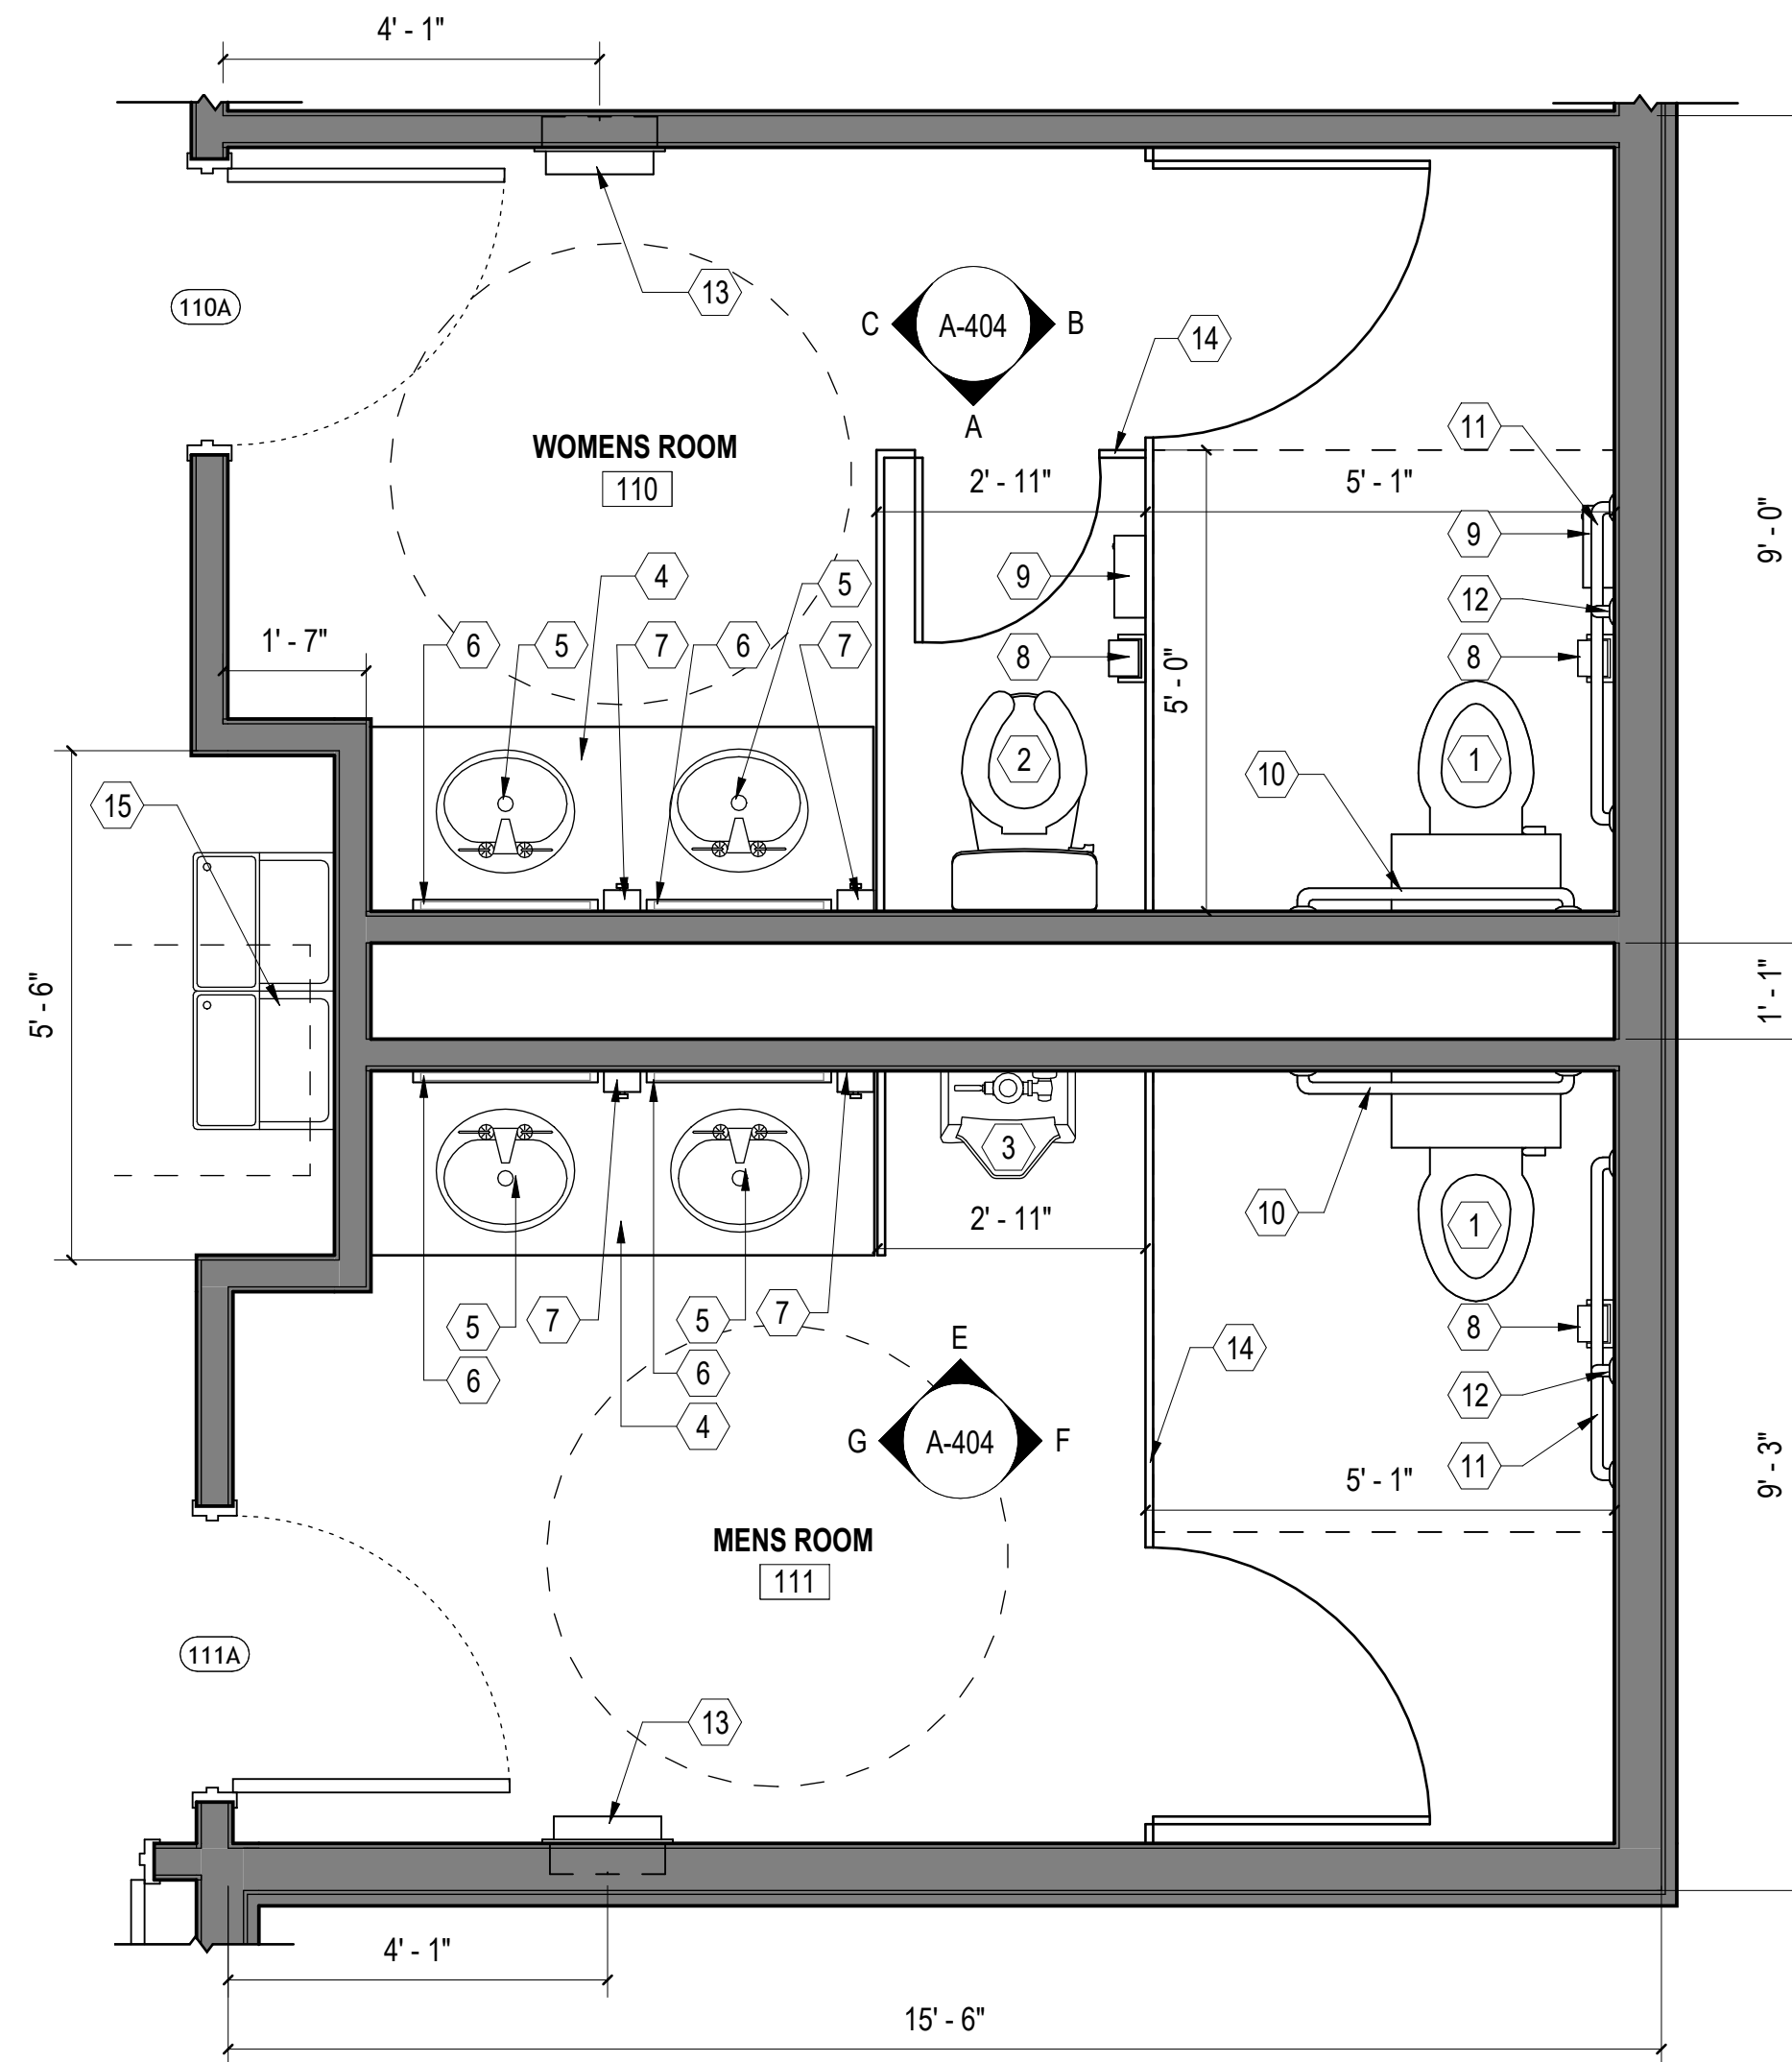 4' - 1"
13
110A
C
A-404
B
A
14
WOMENS ROOM
110
2' - 11"
5' - 1"
11
9
9' - 0"
4
5
9
12
1' - 7"
6
5
7
6
7
8
8
5' - 0"
2
1
10
15
5' - 6"
1' - 1"
3
2' - 11"
10
1
5
7
5
7
8
6
6
4
E
G
A-404
F
14
12
11
5' - 1"
9' - 3"
MENS ROOM
111
111A
13
4' - 1"
15' - 6"